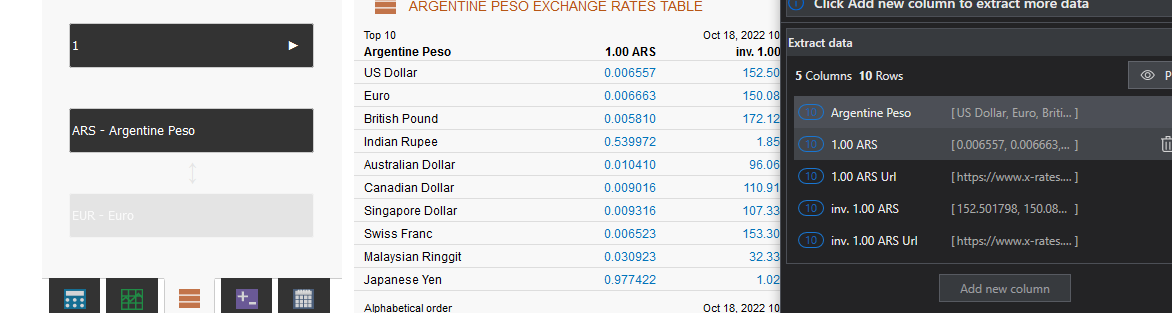 1
ARS - Argentine Peso
EUR - Euro
ARGENTINE PESO EXCHANGE RATES TABLE
Top 10 Oct 18, 2022 10
Argentine Peso 1.00 ARS inv. 1.00
US Dollar 0.006557 152.50
Euro 0.006663 150.08
British Pound 0.005810 172.12
Indian Rupee 0.539972 1.85
Australian Dollar 0.010410 96.06
Canadian Dollar 0.009016 110.91
Singapore Dollar 0.009316 107.33
Swiss Franc 0.006523 153.30
Malaysian Ringgit 0.030923 32.33
Japanese Yen 0.977422 1.02
Alphabetical order Oct 18, 2022 10
Click Add new column to extract more data
Extract data
5 Columns 10 Rows P
10 Argentine Peso [ US Dollar, Euro, Briti... ]
10 1.00 ARS [ 0.006557, 0.006663,... ]
10 1.00 ARS Url [ https://www.x-rates.... ]
10 inv. 1.00 ARS [ 152.501798, 150.08... ]
10 inv. 1.00 ARS Url [ https://www.x-rates.... ]
Add new column